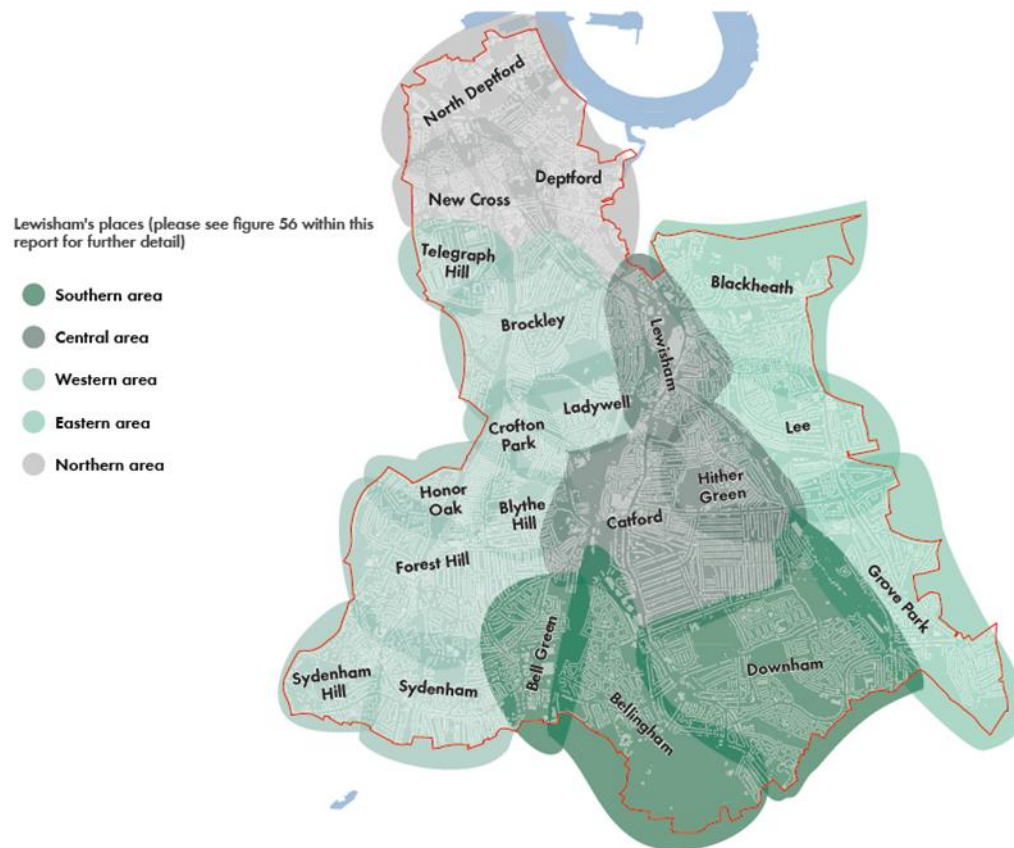 Lewisham's places (please see figure 56 within this
report for further detail)
Southern area
Central area
Western area
Eastern area
Northern area
North Deptford
Deptford
New Cross
Telegraph
Hill
Blackheath
Brockley
Lewisham
Ladywell
Lee
Crofton
Park
Hither
Green
Honor
Oak
Blythe
Hill
Catford
Forest Hill
Grove Park
Bell Green
Downham
Sydenham
Hill
Sydenham
Bellingham